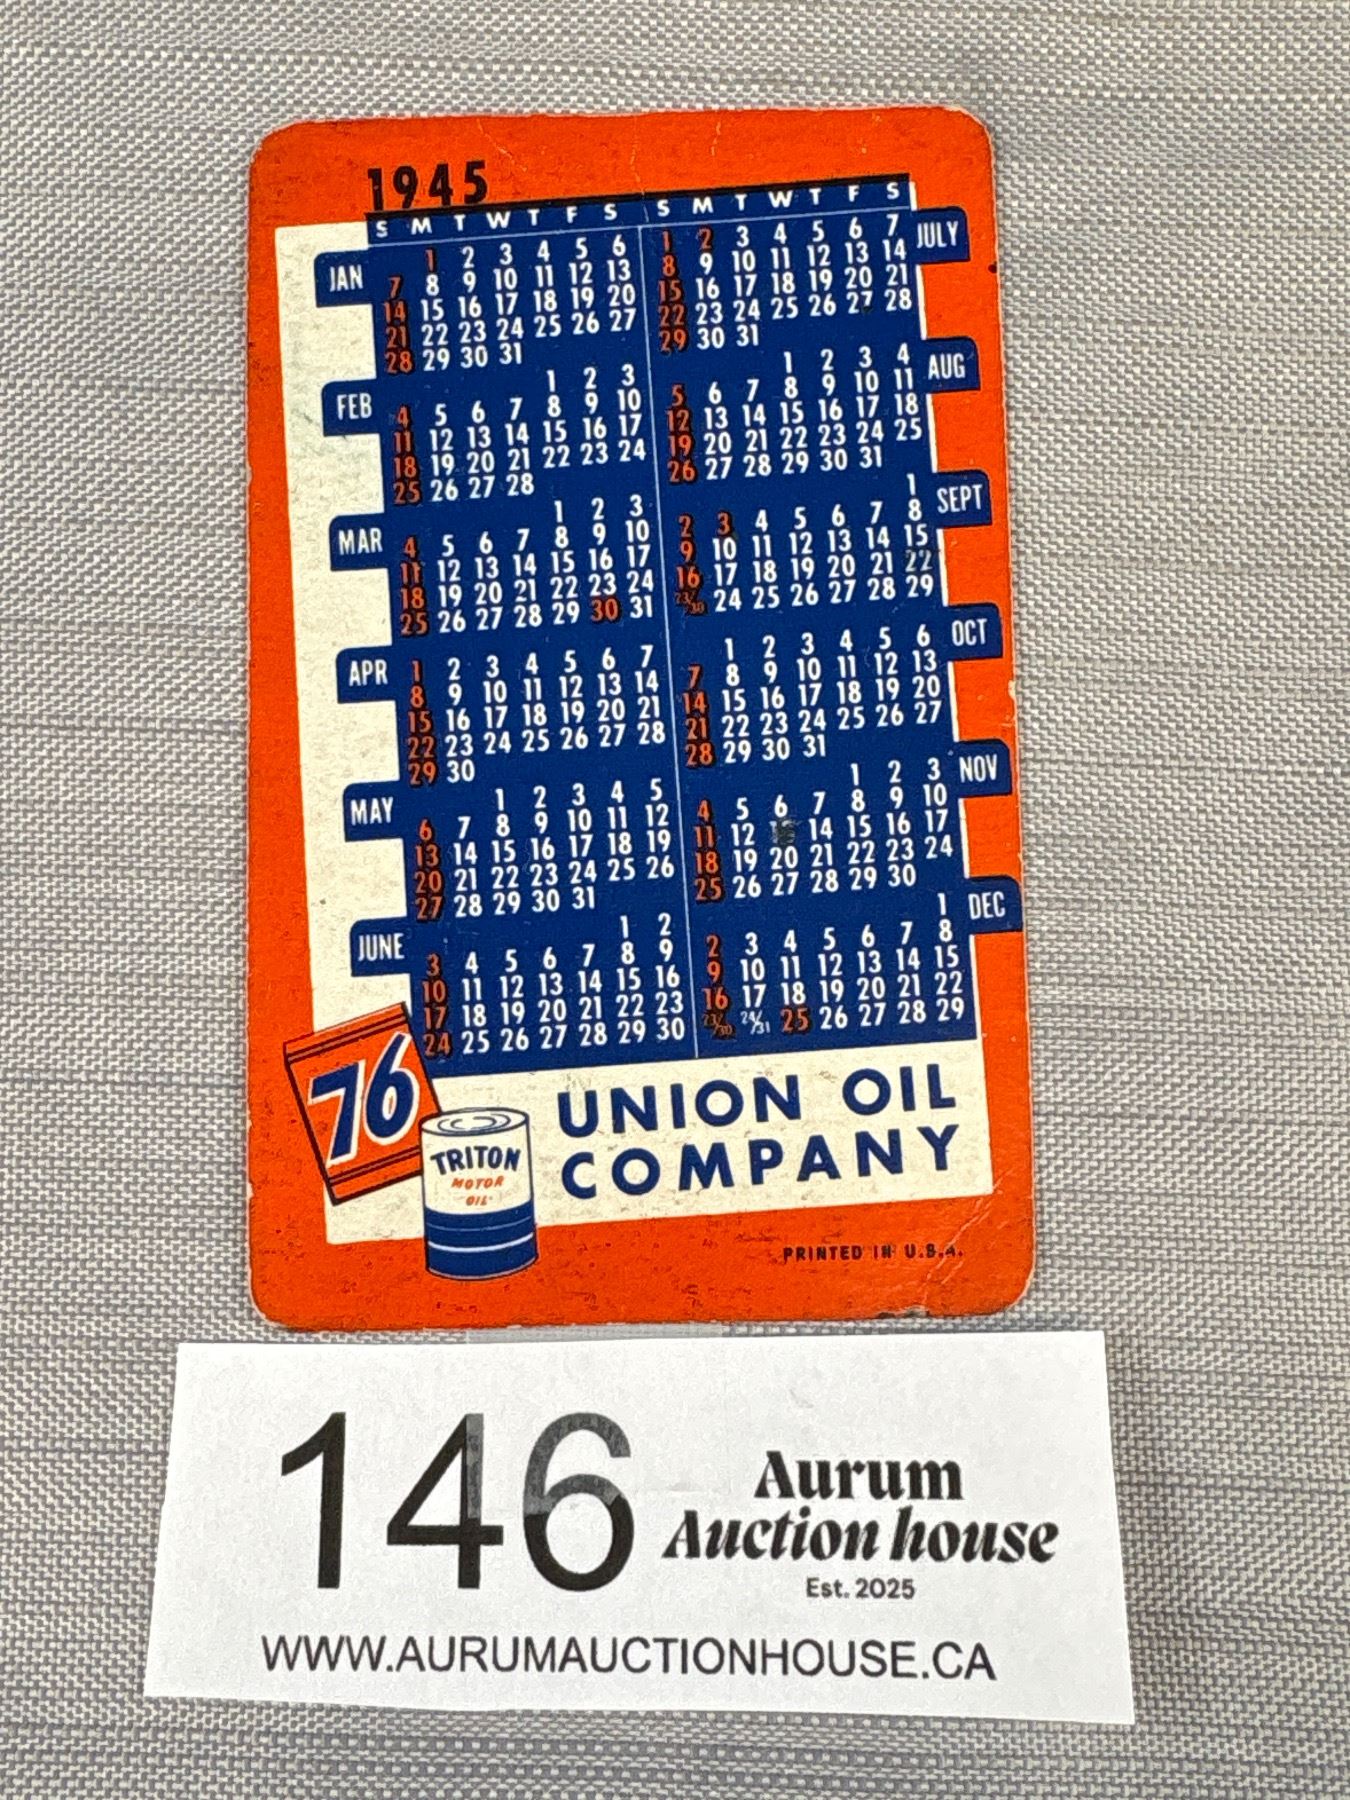 1945
S M T W T F S
JAN
1 2 3 4 5 6
7 8 9 10 11 12 13
14 15 16 17 18 19 20
21 22 23 24 25 26 27
28 29 30 31
FEB
1 2 3
4 5 6 7 8 9 10
11 12 13 14 15 16 17
18 19 20 21 22 23 24
25 26 27 28
MAR
1 2 3
4 5 6 7 8 9 10
11 12 13 14 15 16 17
18 19 20 21 22 23 24
25 26 27 28 29 30 31
APR
1 2 3 4 5 6 7
8 9 10 11 12 13 14
15 16 17 18 19 20 21
22 23 24 25 26 27 28
29 30
MAY
1 2 3 4 5
6 7 8 9 10 11 12
13 14 15 16 17 18 19
20 21 22 23 24 25 26
27 28 29 30 31
JUNE
1 2
3 4 5 6 7 8 9
10 11 12 13 14 15 16
17 18 19 20 21 22 23
24 25 26 27 28 29 30
S M T W T F S
JULY
1 2 3 4 5 6 7
8 9 10 11 12 13 14
15 16 17 18 19 20 21
22 23 24 25 26 27 28
29 30 31
AUG
1 2 3 4
5 6 7 8 9 10 11
12 13 14 15 16 17 18
19 20 21 22 23 24 25
26 27 28 29 30 31
SEPT
1
2 3 4 5 6 7 8
9 10 11 12 13 14 15
16 17 18 19 20 21 22
23/30 24 25 26 27 28 29
OCT
1 2 3 4 5 6
7 8 9 10 11 12 13
14 15 16 17 18 19 20
21 22 23 24 25 26 27
28 29 30 31
NOV
1 2 3
4 5 6 7 8 9 10
11 12 14 15 16 17
18 19 20 21 22 23 24
25 26 27 28 29 30
DEC
1
2 3 4 5 6 7 8
9 10 11 12 13 14 15
16 17 18 19 20 21 22
23/30 24/31 25 26 27 28 29
76
TRITON
MOTOR
OIL
UNION OIL
COMPANY
PRINTED IN U.S.A.
146
Aurum
Auction house
Est. 2025
WWW.AURUMAUCTIONHOUSE.CA